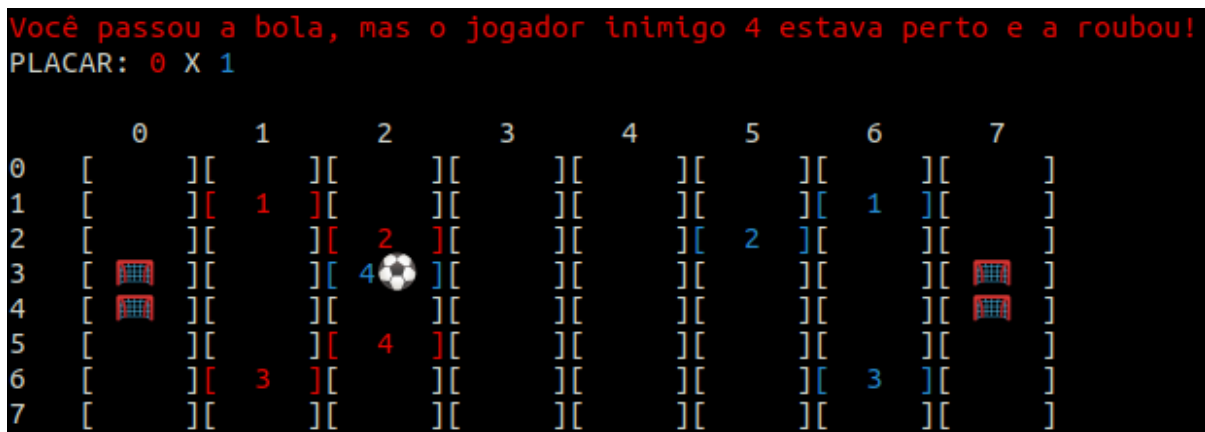 Você passou a bola, mas o jogador inimigo 4 estava perto e a roubou!
PLACAR: 0 X 1
0 1 2 3 4 5 6 7
0 [ ][ ][ ][ ][ ][ ][ ][ ]
1 [ ][ 1 ][ ][ ][ ][ ][ 1 ][ ]
2 [ ][ ][ 2 ][ ][ ][ 2 ][ ][ ]
3 [ ][ ][ 4 ][ ][ ][ ][ ][ ]
4 [ ][ ][ ][ ][ ][ ][ ][ ]
5 [ ][ ][ 4 ][ ][ ][ ][ ][ ]
6 [ ][ 3 ][ ][ ][ ][ ][ 3 ][ ]
7 [ ][ ][ ][ ][ ][ ][ ][ ]